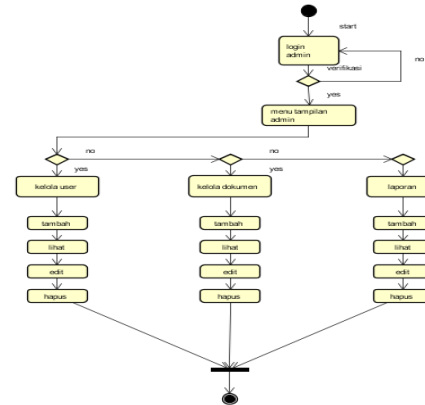 start
login
admin
no
verifikasi
yes
menu tampilan
admin
no
no
yes
yes
kelola user
kelola dokumen
laporan
tambah
tambah
tambah
lihat
lihat
lihat
edit
edit
edit
hapus
hapus
hapus